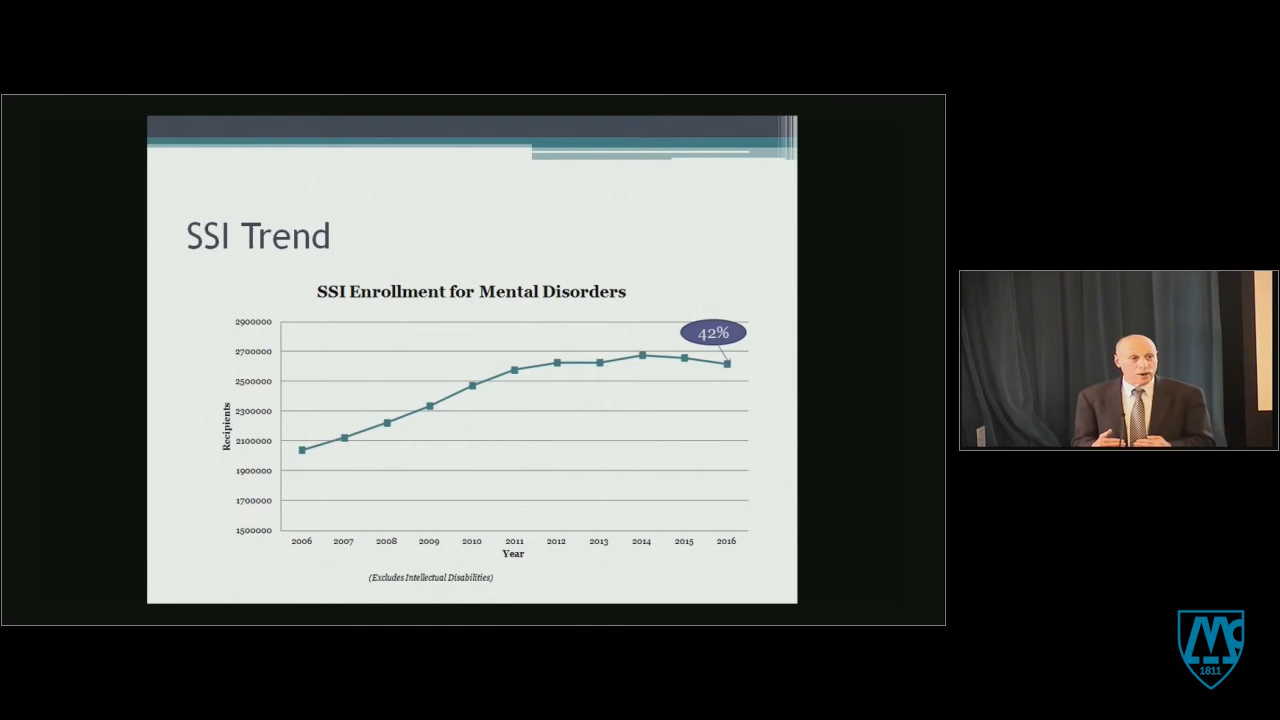 SSI Trend
SSI Enrollment for Mental Disorders
42%
2900000
2700000
2500000
2300000
2100000
1900000
1700000
1500000
Recipients
2006 2007 2008 2009 2010 2011 2012 2013 2014 2015 2016
Year
(Excludes Intellectual Disabilities)
Mc
1811